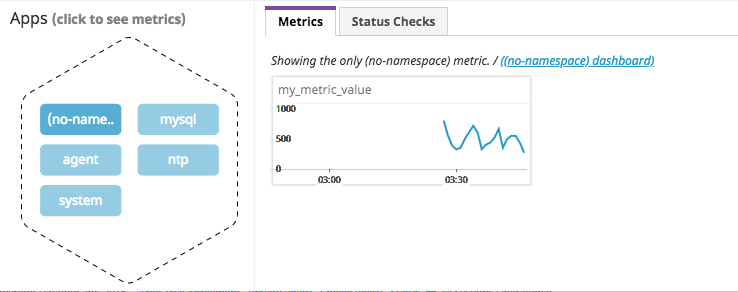 Apps (click to see metrics)
(no-name..
mysql
agent
ntp
system
Metrics
Status Checks
Showing the only (no-namespace) metric. / ((no-namespace) dashboard)
my_metric_value
1000
500
0
03:00
03:30